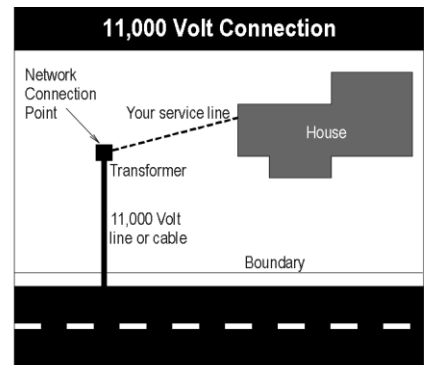 11,000 Volt Connection
Network
Connection
Point
Your service line
House
Transformer
11,000 Volt
line or cable
Boundary